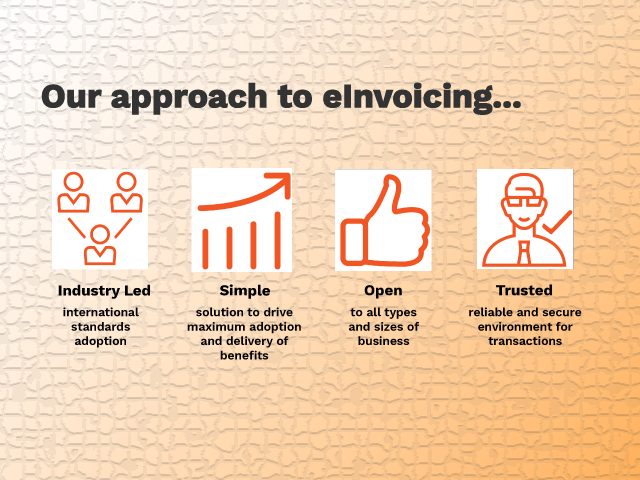 Our approach to eInvoicing...
Industry Led
international
standards
adoption
Simple
solution to drive
maximum adoption
and delivery of
benefits
Open
to all types
and sizes of
business
Trusted
reliable and secure
environment for
transactions